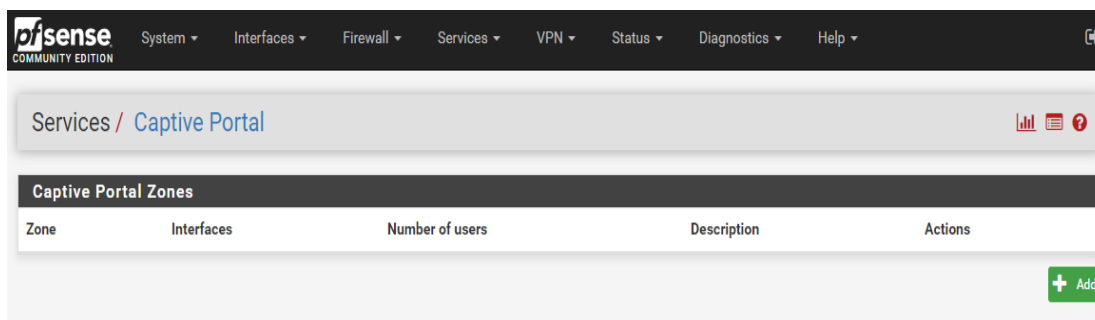 pfsense
COMMUNITY EDITION
System Interfaces Firewall Services VPN Status Diagnostics Help
Services / Captive Portal
Captive Portal Zones
Zone Interfaces Number of users Description Actions
Add